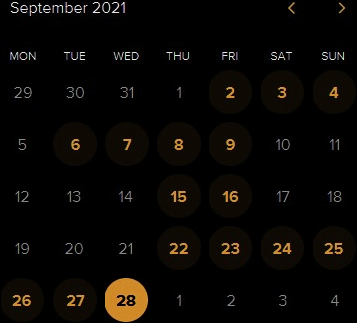 September 2021
MON TUE WED THU FRI SAT SUN
29 30 31 1 2 3 4
5 6 7 8 9 10 11
12 13 14 15 16 17 18
19 20 21 22 23 24 25
26 27 28 1 2 3 4